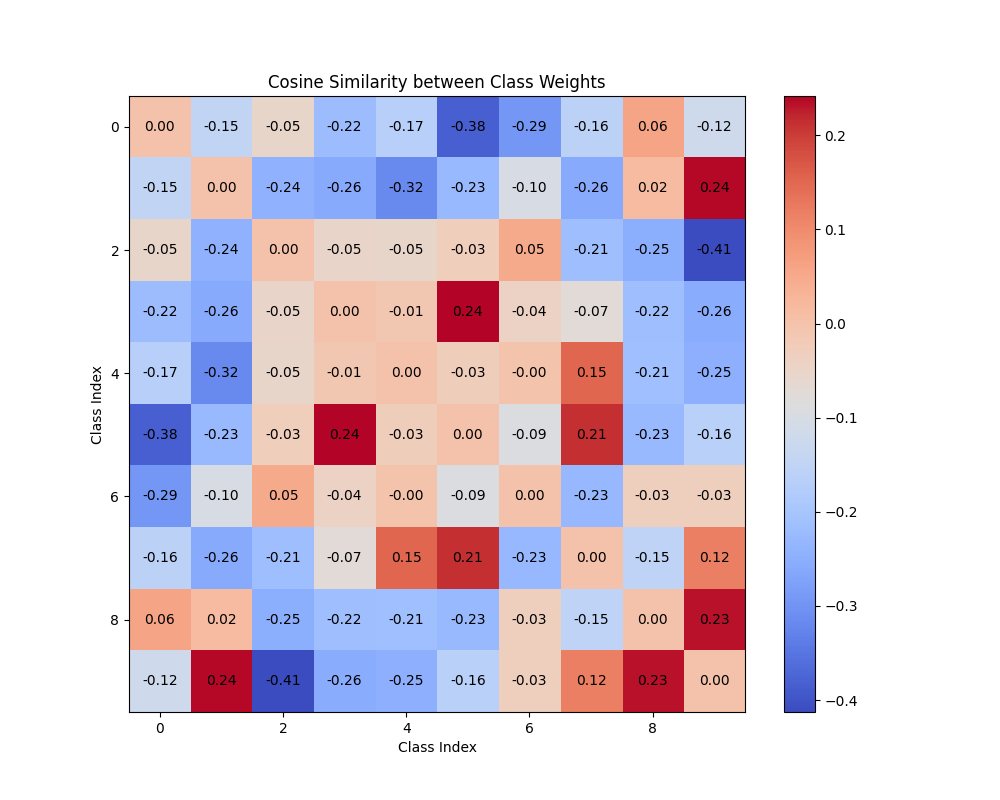 Cosine Similarity between Class Weights
0 0.00 -0.15 -0.05 -0.22 -0.17 -0.38 -0.29 -0.16 0.06 -0.12
-0.15 0.00 -0.24 -0.26 -0.32 -0.23 -0.10 -0.26 0.02 0.24
2 -0.05 -0.24 0.00 -0.05 -0.05 -0.03 0.05 -0.21 -0.25 -0.41
-0.22 -0.26 -0.05 0.00 -0.01 0.24 -0.04 -0.07 -0.22 -0.26
4 -0.17 -0.32 -0.05 -0.01 0.00 -0.03 -0.00 0.15 -0.21 -0.25
-0.38 -0.23 -0.03 0.24 -0.03 0.00 -0.09 0.21 -0.23 -0.16
6 -0.29 -0.10 0.05 -0.04 -0.00 -0.09 0.00 -0.23 -0.03 -0.03
-0.16 -0.26 -0.21 -0.07 0.15 0.21 -0.23 0.00 -0.15 0.12
8 0.06 0.02 -0.25 -0.22 -0.21 -0.23 -0.03 -0.15 0.00 0.23
-0.12 0.24 -0.41 -0.26 -0.25 -0.16 -0.03 0.12 0.23 0.00
0 2 4 6 8
Class Index
Class Index
0.2
0.1
0.0
−0.1
−0.2
−0.3
−0.4